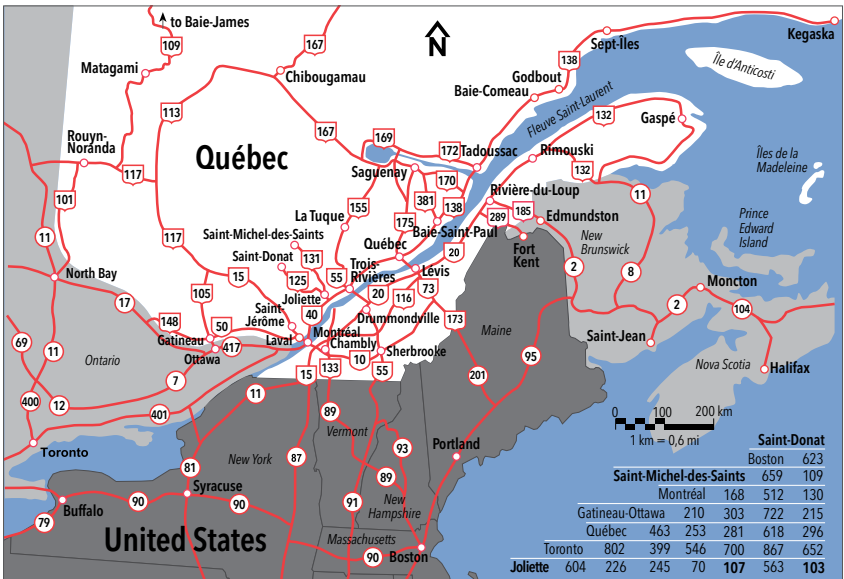 to Baie-James
109
167
N
Kegaska
Sept-Îles
138
Île d'Anticosti
Matagami
Chibougamau
Godbout
Baie-Comeau
113
Fleuve Saint-Laurent
132
Gaspé
167
169
Rouyn-
Noranda
Québec
172
Tadoussac
Rimouski
132
Îles de la
Madeleine
117
Saguenay
170
101
381
138
Rivière-du-Loup
11
155
La Tuque
175
Baie-Saint-Paul
289
185
Edmundston
Prince
Edward
Island
11
117
Saint-Michel-des-Saints
Québec
20
Fort
Kent
New
Brunswick
Saint-Donat
131
Trois-
Rivières
Lévis
2
8
North Bay
15
125
55
73
Moncton
17
105
Joliette
20
116
2
104
Saint-
Jérôme
40
Drummondville
173
148
50
Montréal
Maine
Saint-Jean
69
11
Gatineau
417
Laval
Chambly
Sherbrooke
95
Ontario
Ottawa
10
Nova Scotia
7
15
133
55
201
Halifax
400
12
401
11
89
0 100 200 km
1 km = 0,6 mi
Toronto
Vermont
93
Portland
81
New York
87
Syracuse
89
Buffalo
90
90
91
New
Hampshire
79
United States
Massachusetts
90
Boston
Saint-Donat
Boston 623
Saint-Michel-des-Saints 659 109
Montréal 168 512 130
Gatineau-Ottawa 210 303 722 215
Québec 463 253 281 618 296
Toronto 802 399 546 700 867 652
Joliette 604 226 245 70 107 563 103